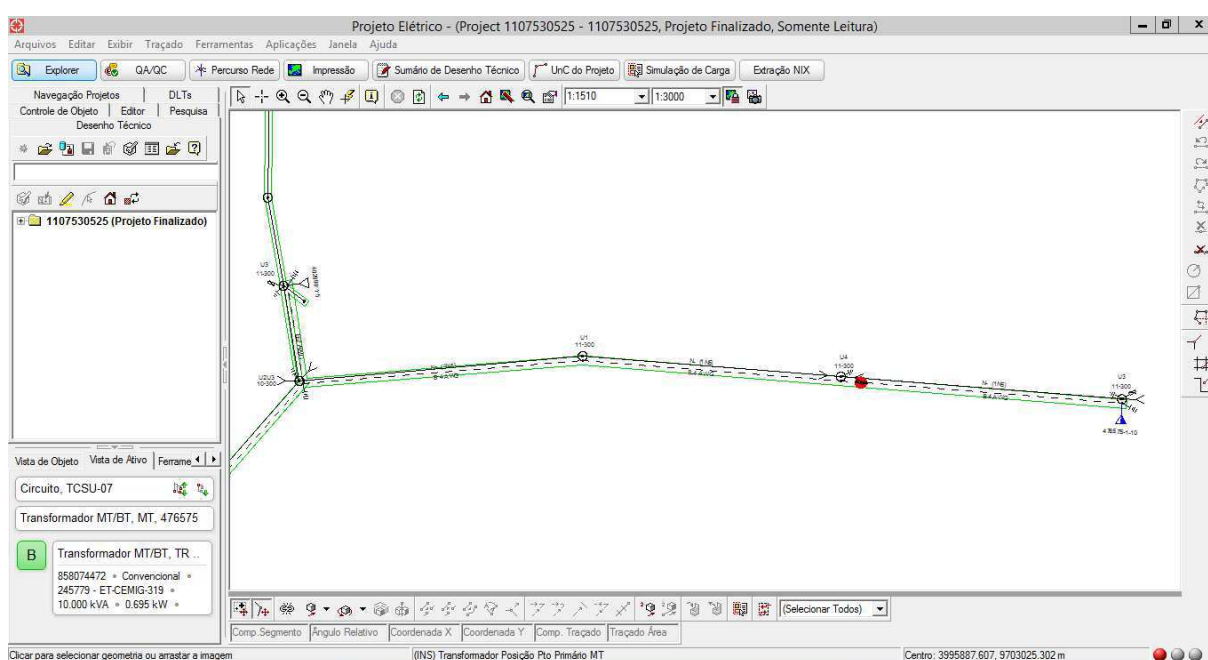 Projeto Elétrico - (Project 1107530525 - 1107530525, Projeto Finalizado, Somente Leitura)
Arquivos Editar Exibir Traçado Ferramentas Aplicações Janela Ajuda
Explorer QA/QC Percurso Rede Impressão Sumário de Desenho Técnico UnC do Projeto Simulação de Carga Extração NIX
Navegação Projetos DLTs
Controle de Objeto Editor Pesquisa
Desenho Técnico
1:1510 1:3000
1107530525 (Projeto Finalizado)
U3
11-300
U2U3
10-300
U1
11-300
U4
11-300
U3
11-300
Vista de Objeto Vista de Ativo Ferrame
Circuito, TCSU-07
Transformador MT/BT, MT, 476575
B Transformador MT/BT, TR ..
858074472 • Convencional •
245779 - ET-CEMIG-319 •
10.000 kVA • 0.695 kW •
(Selecionar Todos)
Comp.Segmento Ângulo Relativo Coordenada X Coordenada Y Comp. Traçado Traçado Área
Clicar para selecionar geometria ou arrastar a imagem (INS) Transformador Posição Pto Primário MT Centro: 3995887.607, 9703025.302 m